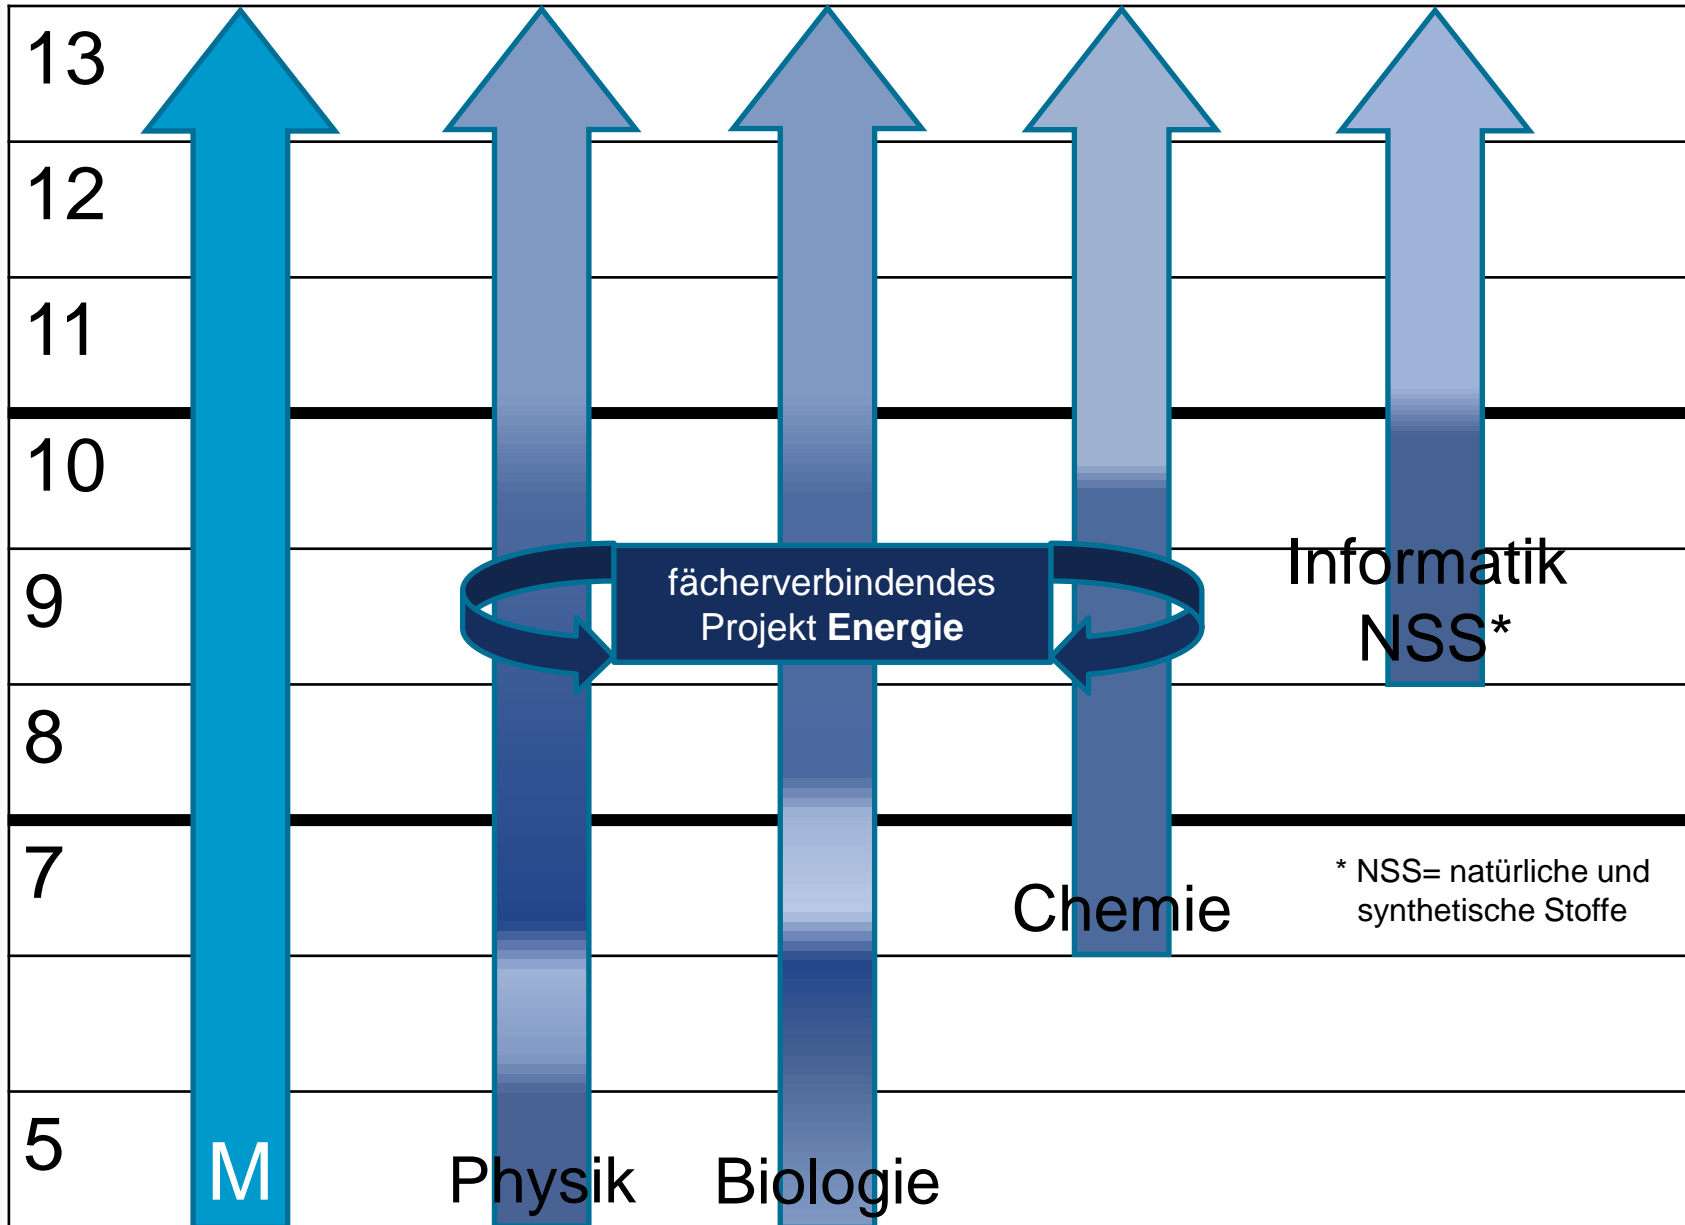 13
12
11
10
9
8
7
5
M
Physik
Biologie
Chemie
Informatik
NSS*
fächerverbindendes
Projekt Energie
* NSS= natürliche und
synthetische Stoffe